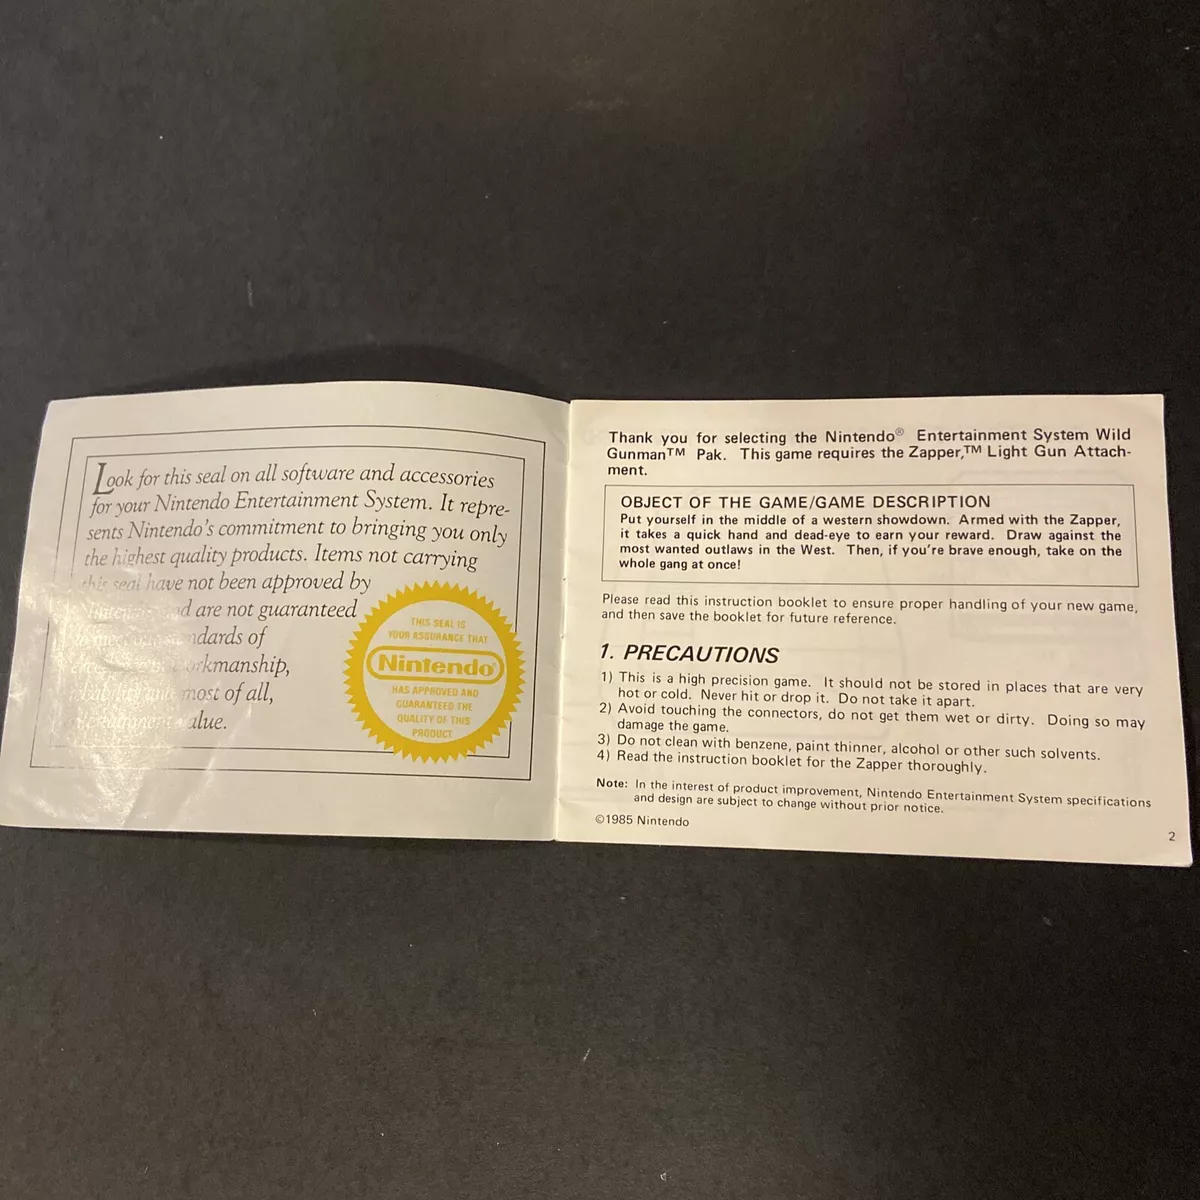 Look for this seal on all software and accessories
for your Nintendo Entertainment System. It repre-
sents Nintendo's commitment to bringing you only
the highest quality products. Items not carrying
this seal have not been approved by
and are not guaranteed
standards of
workmanship,
and most of all,
entertainment value.
THIS SEAL IS
YOUR ASSURANCE THAT
Nintendo®
HAS APPROVED AND
GUARANTEED THE
QUALITY OF THIS
PRODUCT
Thank you for selecting the Nintendo® Entertainment System Wild
Gunman™ Pak. This game requires the Zapper,™ Light Gun Attach-
ment.
OBJECT OF THE GAME/GAME DESCRIPTION
Put yourself in the middle of a western showdown. Armed with the Zapper,
it takes a quick hand and dead-eye to earn your reward. Draw against the
most wanted outlaws in the West. Then, if you're brave enough, take on the
whole gang at once!
Please read this instruction booklet to ensure proper handling of your new game,
and then save the booklet for future reference.
1. PRECAUTIONS
1) This is a high precision game. It should not be stored in places that are very
hot or cold. Never hit or drop it. Do not take it apart.
2) Avoid touching the connectors, do not get them wet or dirty. Doing so may
damage the game.
3) Do not clean with benzene, paint thinner, alcohol or other such solvents.
4) Read the instruction booklet for the Zapper thoroughly.
Note: In the interest of product improvement, Nintendo Entertainment System specifications
and design are subject to change without prior notice.
©1985 Nintendo
2